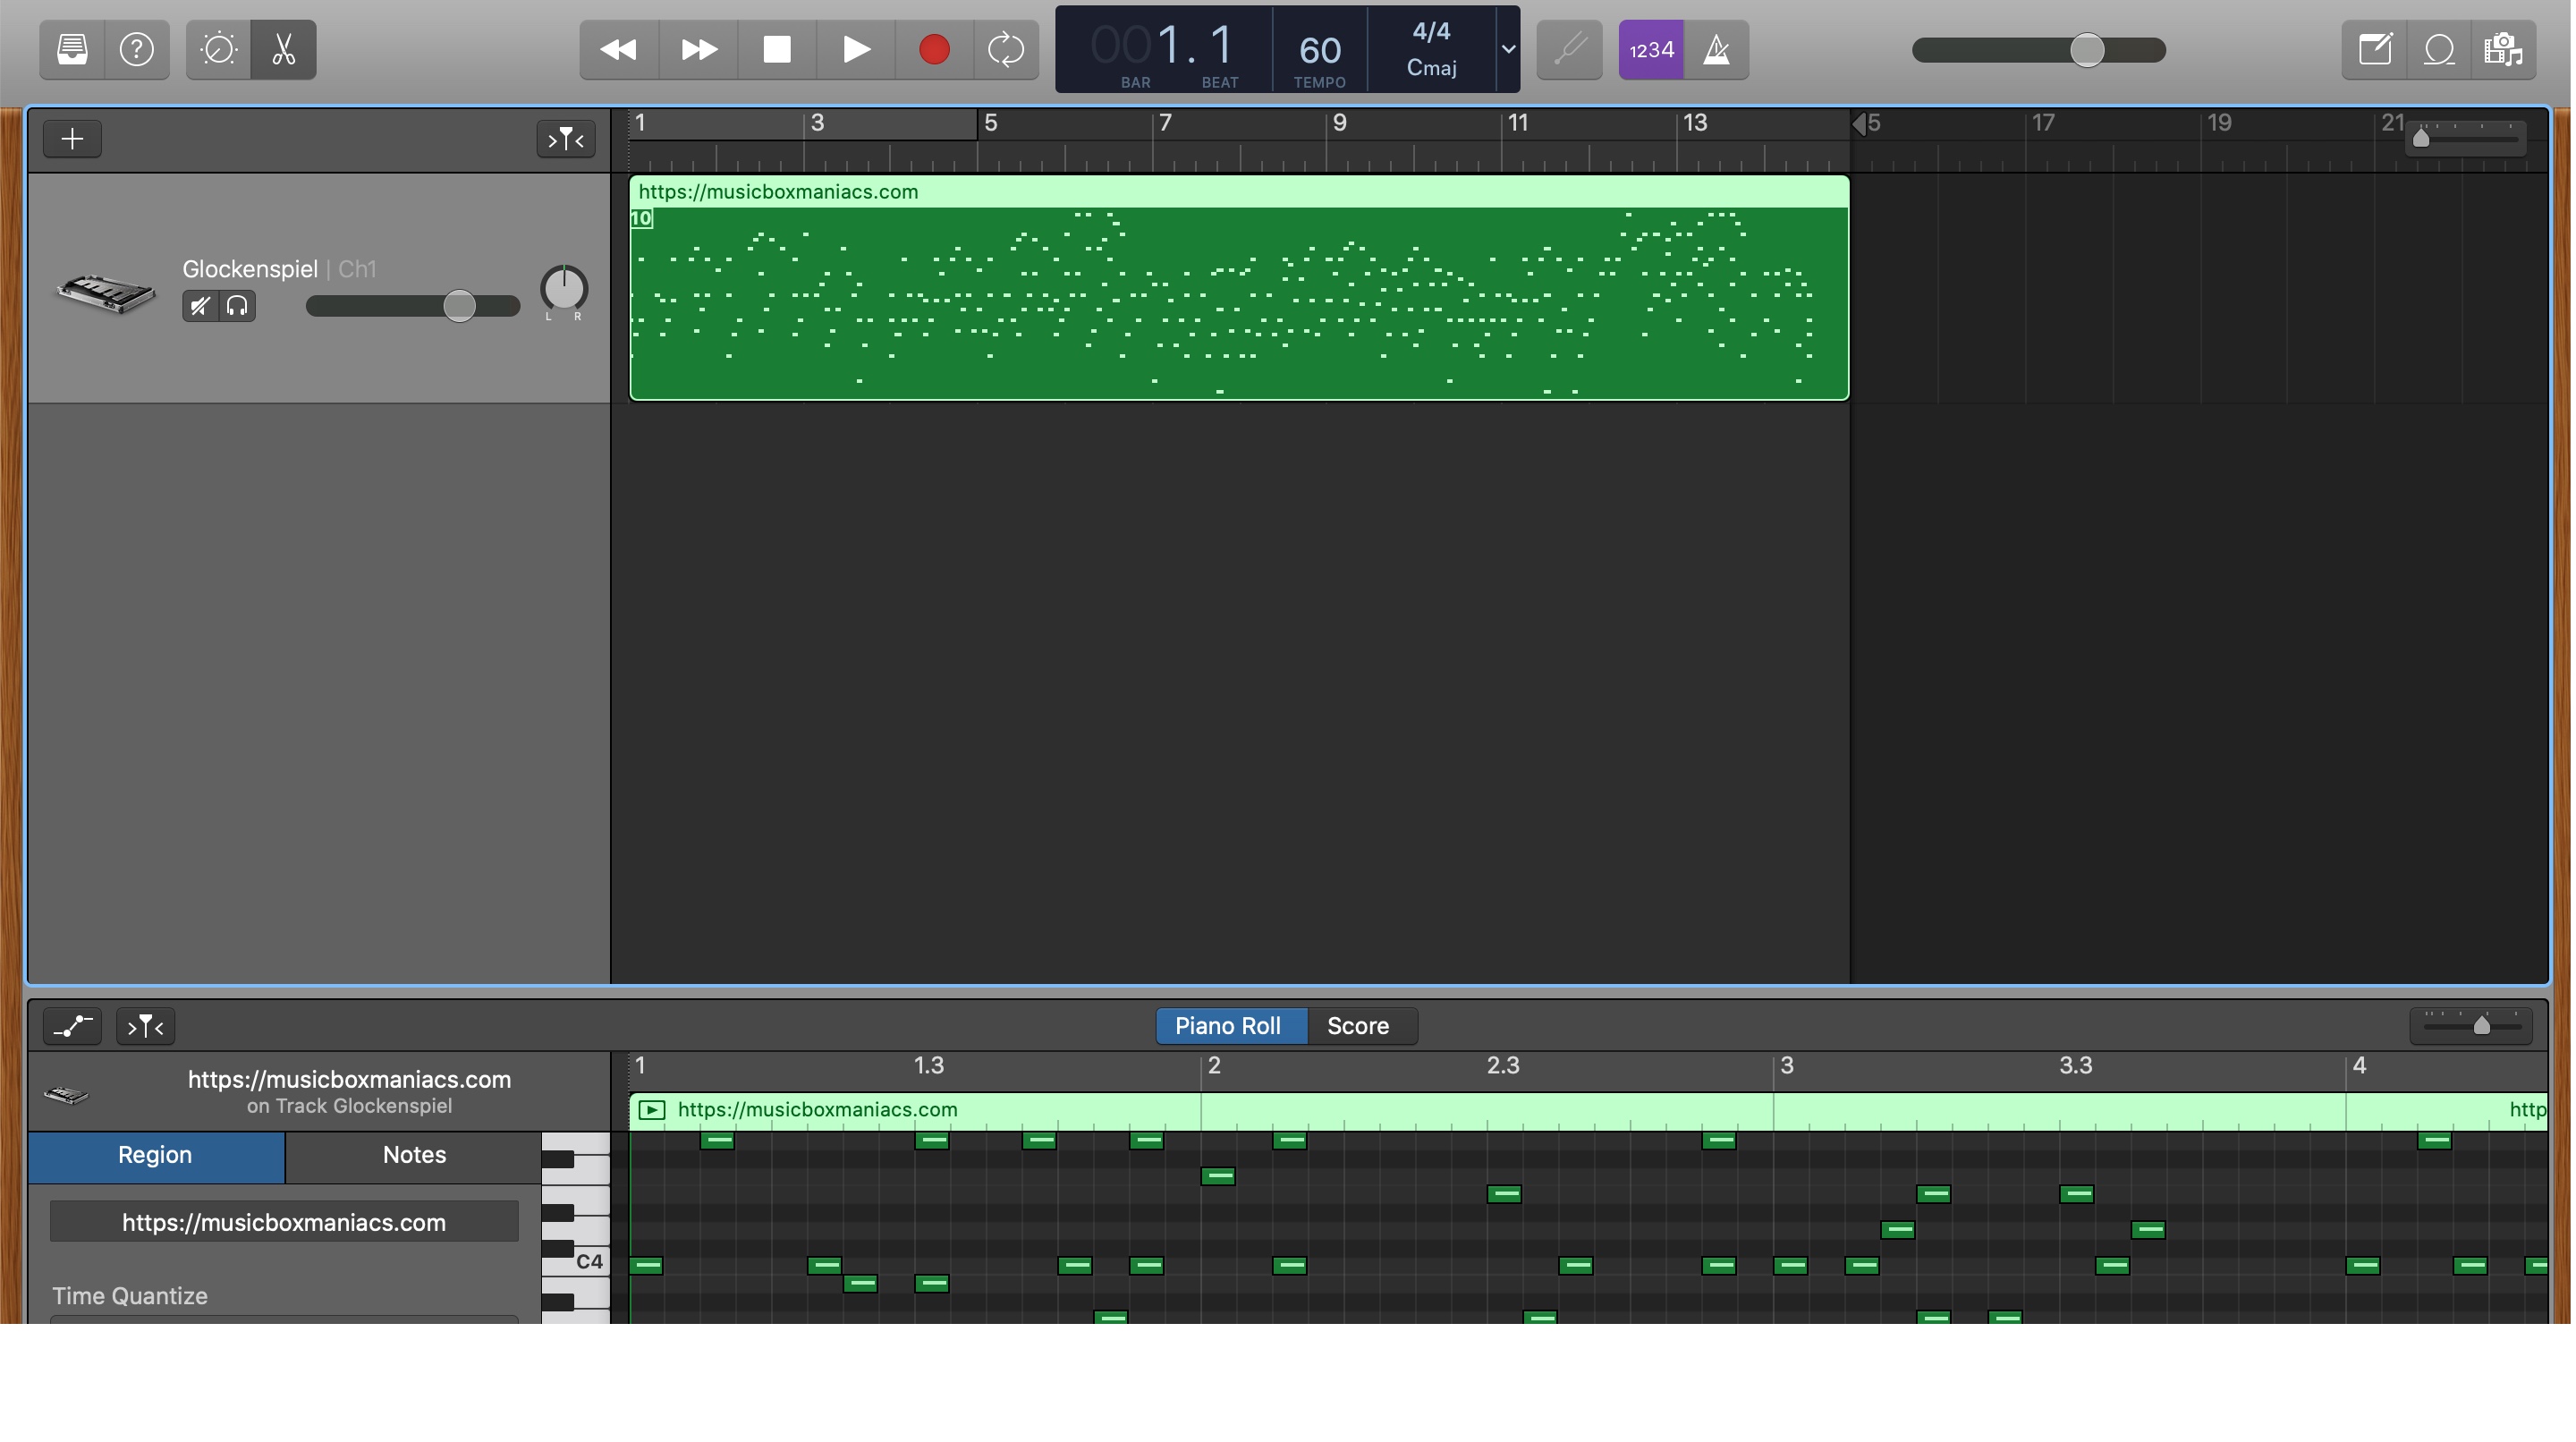 001. 1 60 4/4
Cmaj
BAR BEAT TEMPO
1234
1 3 5 7 9 11 13 5 17 19 21
https://musicboxmaniacs.com
10
Glockenspiel | Ch1
L R
Piano Roll Score
1 1.3 2 2.3 3 3.3 4
https://musicboxmaniacs.com
on Track Glockenspiel
https://musicboxmaniacs.com http
Region Notes
https://musicboxmaniacs.com
C4
Time Quantize